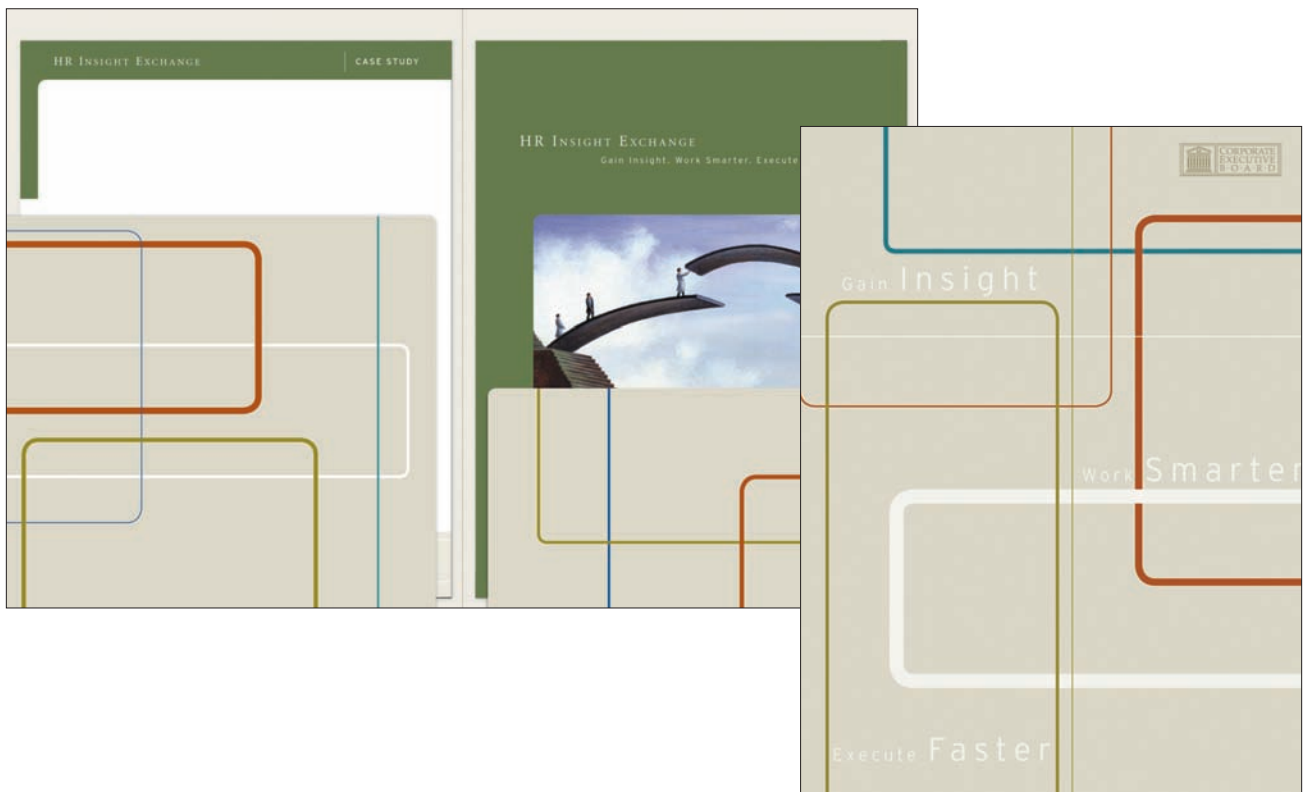 HR INSIGHT EXCHANGE
CASE STUDY
HR INSIGHT EXCHANGE
Gain Insight. Work Smarter. Execute
CORPORATE
EXECUTIVE
B·O·A·R·D
Gain Insight
Work Smarter
Execute Faster